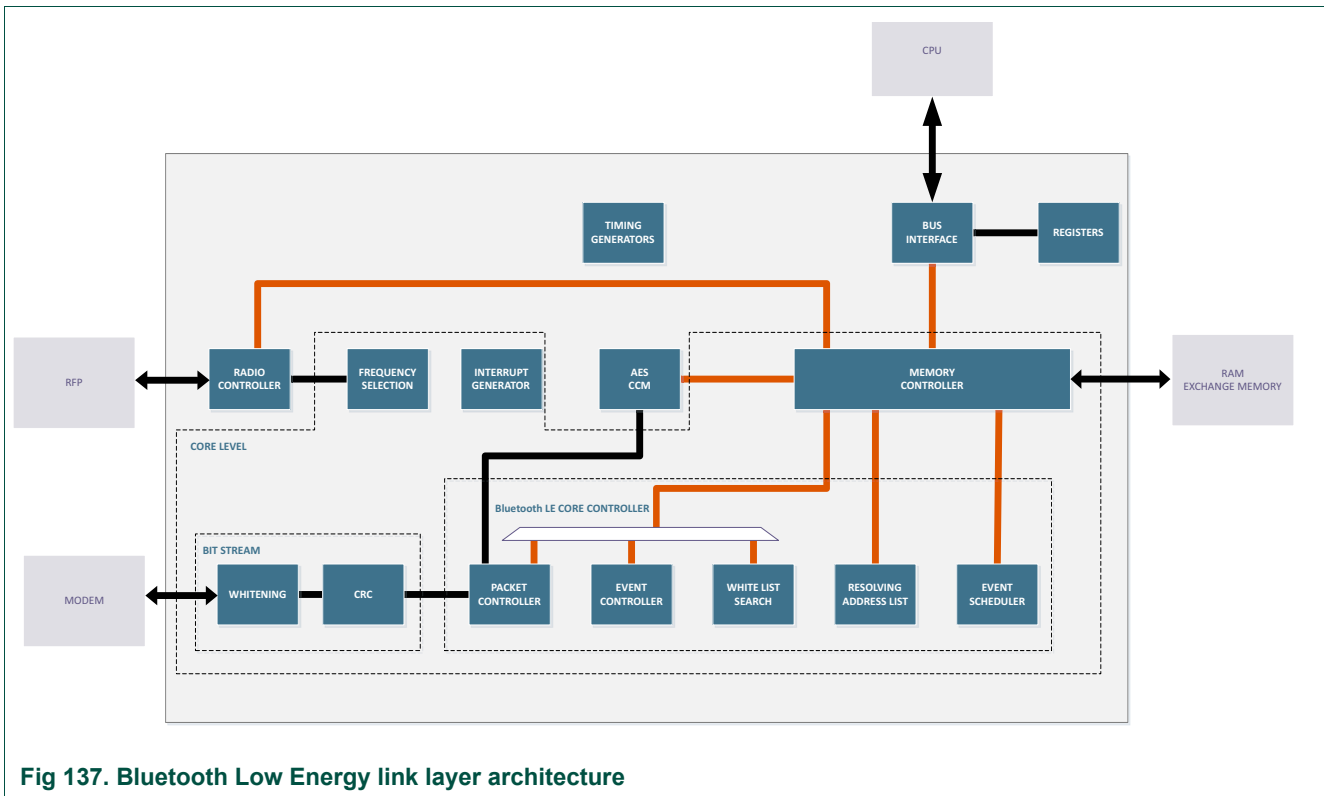 CPU
TIMING
GENERATORS
BUS
INTERFACE
REGISTERS
RFP
RADIO
CONTROLLER
FREQUENCY
SELECTION
INTERRUPT
GENERATOR
AES
CCM
MEMORY
CONTROLLER
RAM
EXCHANGE MEMORY
CORE LEVEL
Bluetooth LE CORE CONTROLLER
BIT STREAM
MODEM
WHITENING
CRC
PACKET
CONTROLLER
EVENT
CONTROLLER
WHITE LIST
SEARCH
RESOLVING
ADDRESS LIST
EVENT
SCHEDULER
Fig 137. Bluetooth Low Energy link layer architecture